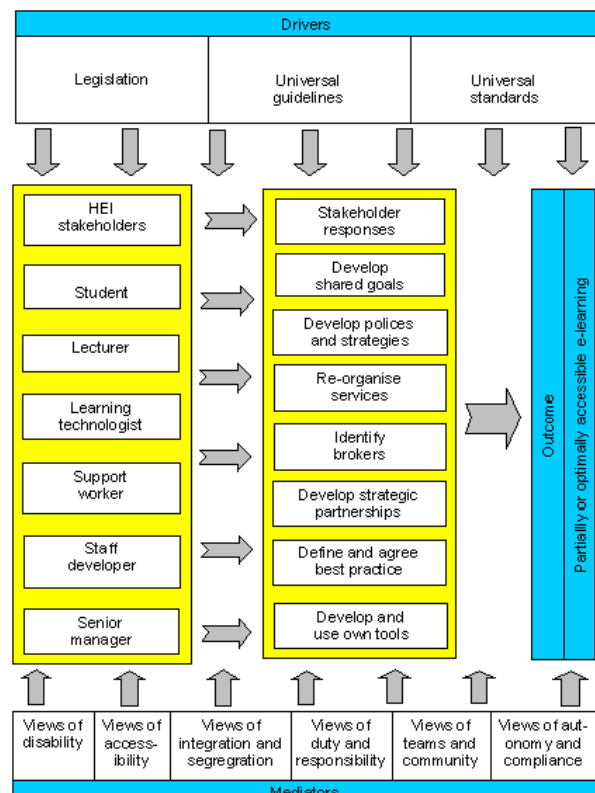 Drivers
Legislation
Universal
guidelines
Universal
standards
HEI
stakeholders
Student
Lecturer
Learning
technologist
Support
worker
Staff
developer
Senior
manager
Stakeholder
responses
Develop
shared goals
Develop polices
and strategies
Re-organise
services
Identify
brokers
Develop strategic
partnerships
Define and agree
best practice
Develop and
use own tools
Outcome
Partiallly or optimally accessible e-learning
Views of
disability
Views of
access-
ibility
Views of
integration and
segregration
Views of
duty and
responsibility
Views of
teams and
community
Views of aut-
onomy and
compliance
Mediators